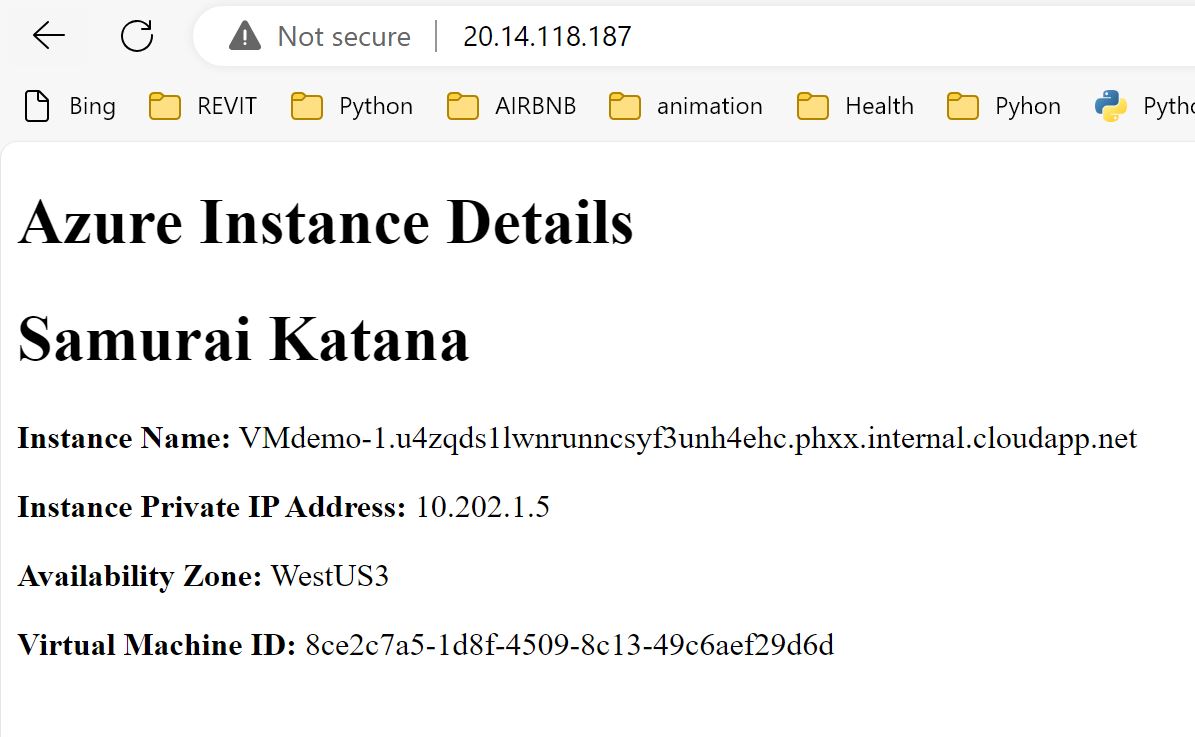 Not secure | 20.14.118.187
Bing REVIT Python AIRBNB animation Health Pyhon Pytho
Azure Instance Details
Samurai Katana
Instance Name: VMdemo-1.u4zqds1lwnrunncsyf3unh4ehc.phxx.internal.cloudapp.net
Instance Private IP Address: 10.202.1.5
Availability Zone: WestUS3
Virtual Machine ID: 8ce2c7a5-1d8f-4509-8c13-49c6aef29d6d